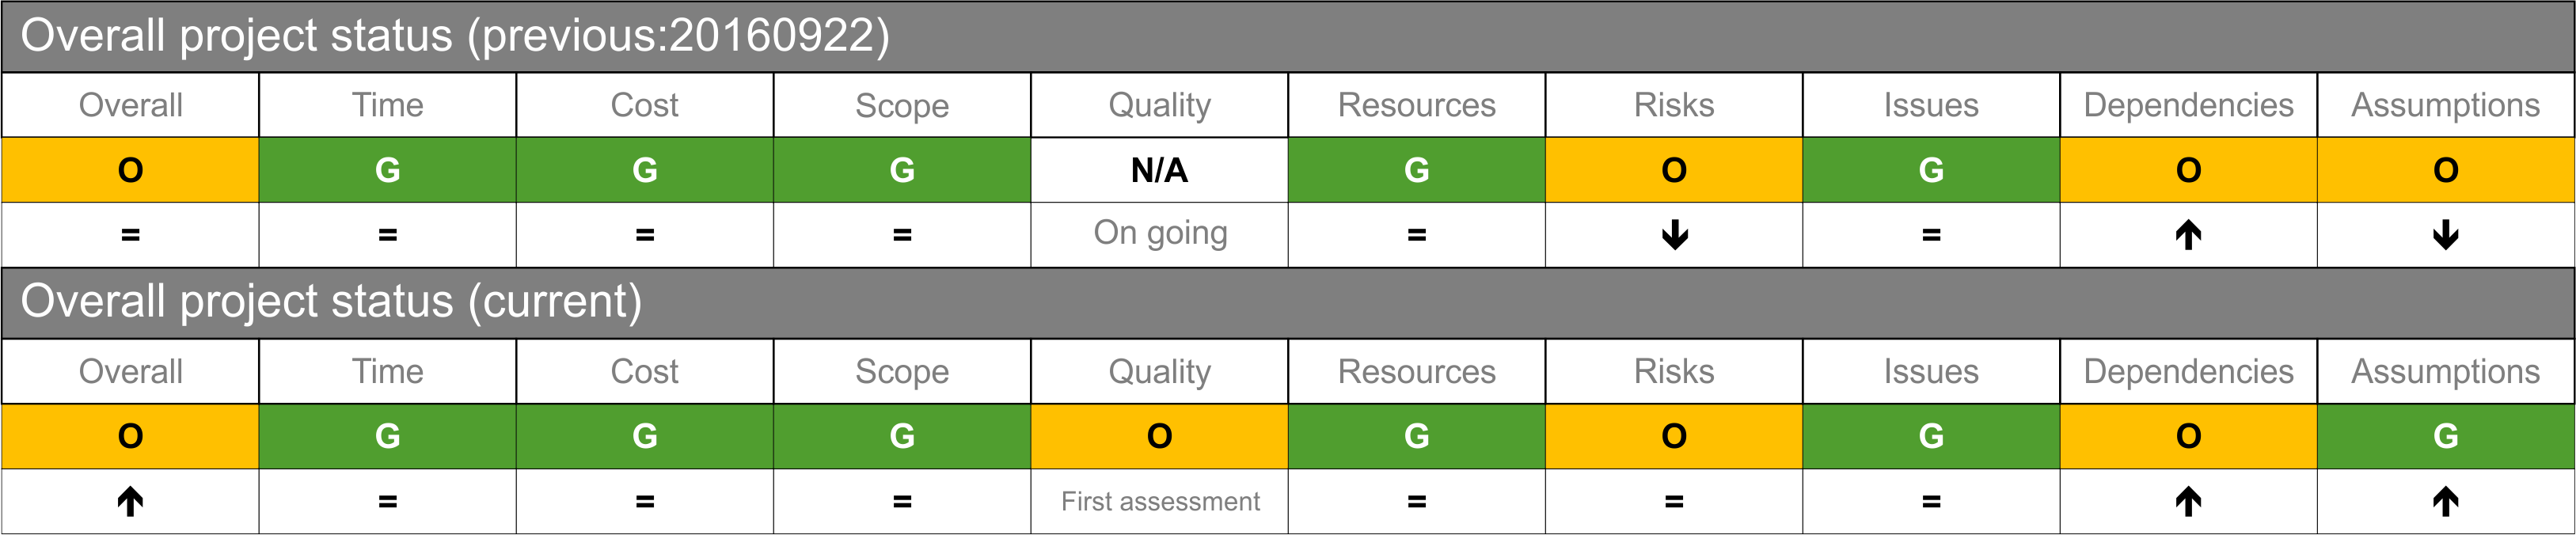 Overall project status (previous:20160922)
Overall Time Cost Scope Quality Resources Risks Issues Dependencies Assumptions
O G G G N/A G O G O O
= = = = On going = ↓ = ↑ ↓
Overall project status (current)
Overall Time Cost Scope Quality Resources Risks Issues Dependencies Assumptions
O G G G O G O G O G
↑ = = = First assessment = = = ↑ ↑